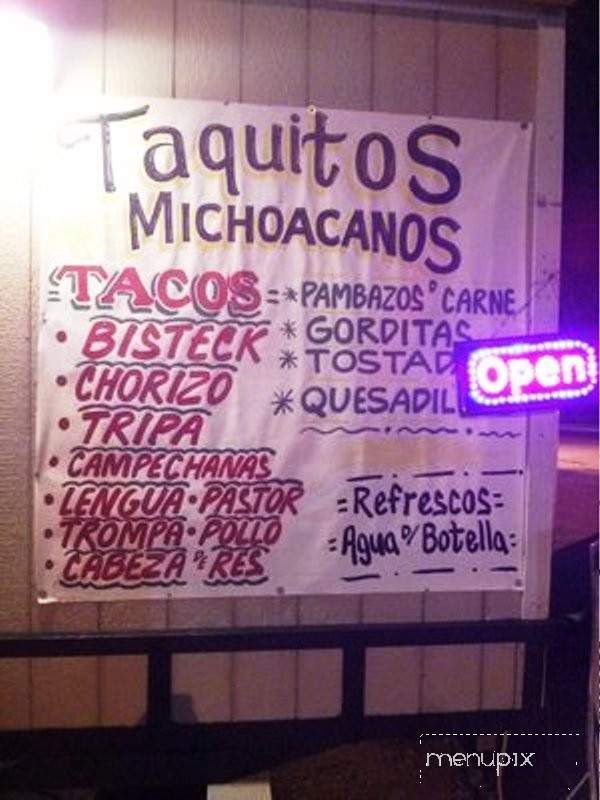 Taquitos
MICHOACANOS
=TACOS=
• BISTECK
• CHORIZO
• TRIPA
• CAMPECHANAS
• LENGUA • PASTOR
• TROMPA • POLLO
• CABEZA DE RES
* PAMBAZOS D' CARNE
* GORDITAS
* TOSTAD
* QUESADIL
Open
=Refrescos=
=Agua D/ Botella=
menupix